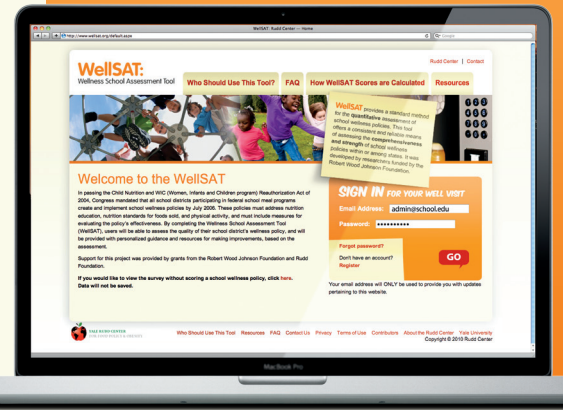 WellSAT: Rudd Center — Home
http://www.wellsat.org/default.aspx
Google
Rudd Center | Contact
WellSAT:
Wellness School Assessment Tool
Who Should Use This Tool? FAQ How WellSAT Scores are Calculated Resources
WellSAT provides a standard method
for the quantitative assessment of
school wellness policies. This tool
offers a consistent and reliable means
of assessing the comprehensiveness
and strength of school wellness
policies within or among states. It was
developed by researchers funded by the
Robert Wood Johnson Foundation.
Welcome to the WellSAT
In passing the Child Nutrition and WIC (Women, Infants and Children program) Reauthorization Act of
2004, Congress mandated that all school districts participating in federal school meal programs
create and implement school wellness policies by July 2006. These policies must address nutrition
education, nutrition standards for foods sold, and physical activity, and must include measures for
evaluating the policy's effectiveness. By completing the Wellness School Assessment Tool
(WellSAT), users will be able to assess the quality of their school district's wellness policy, and will
be provided with personalized guidance and resources for making improvements, based on the
assessment.
Support for this project was provided by grants from the Robert Wood Johnson Foundation and Rudd
Foundation.
If you would like to view the survey without scoring a school wellness policy, click here.
Data will not be saved.
SIGN IN FOR YOUR WELL VISIT
Email Address: admin@school.edu
Password: ••••••••••
Forgot password?
Don't have an account?
Register
GO
Your email address will ONLY be used to provide you with updates
pertaining to this website.
YALE RUDD CENTER
Who Should Use This Tool Resources FAQ Contact Us Privacy Terms of Use Contributors About the Rudd Center Yale University
Copyright © 2010 Rudd Center
MacBook Pro